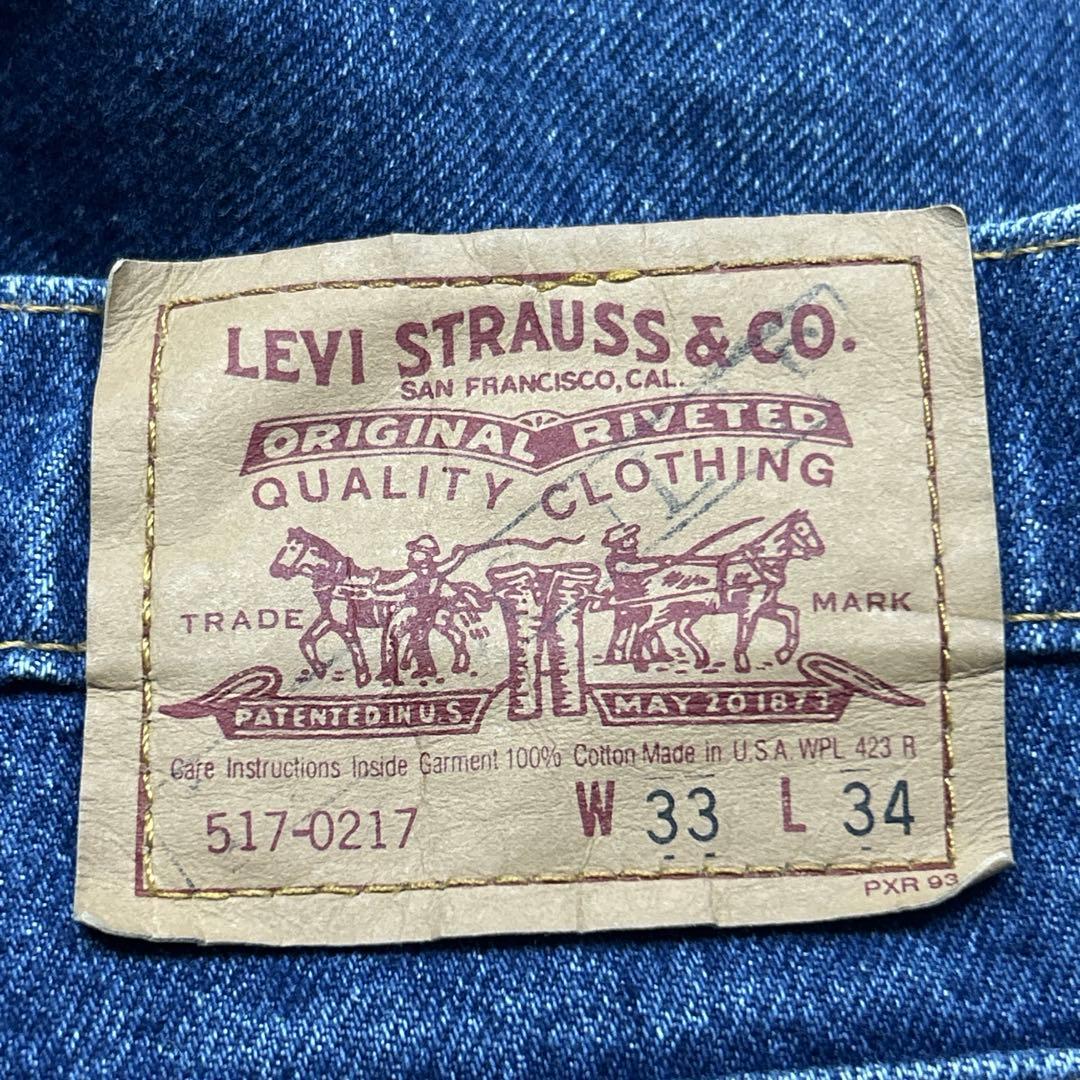 LEVI STRAUSS & CO.
SAN FRANCISCO, CAL.
ORIGINAL RIVETED
QUALITY CLOTHING
TRADE MARK
PATENTED IN U.S. MAY 20 1873
Care Instructions Inside Garment 100% Cotton Made in U.S.A. WPL 423 R
517-0217 W 33 L 34
PXR 93